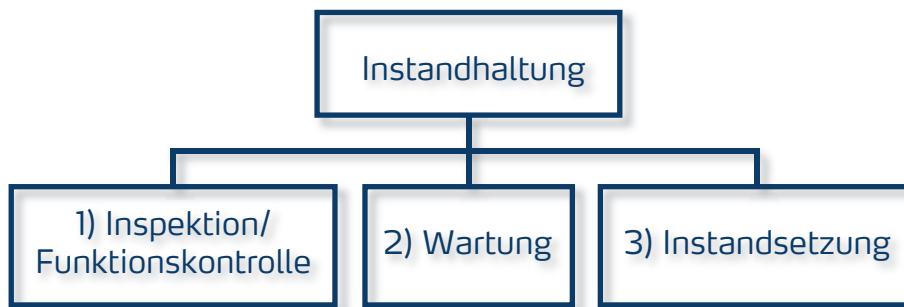 Instandhaltung
1) Inspektion/
Funktionskontrolle
2) Wartung
3) Instandsetzung